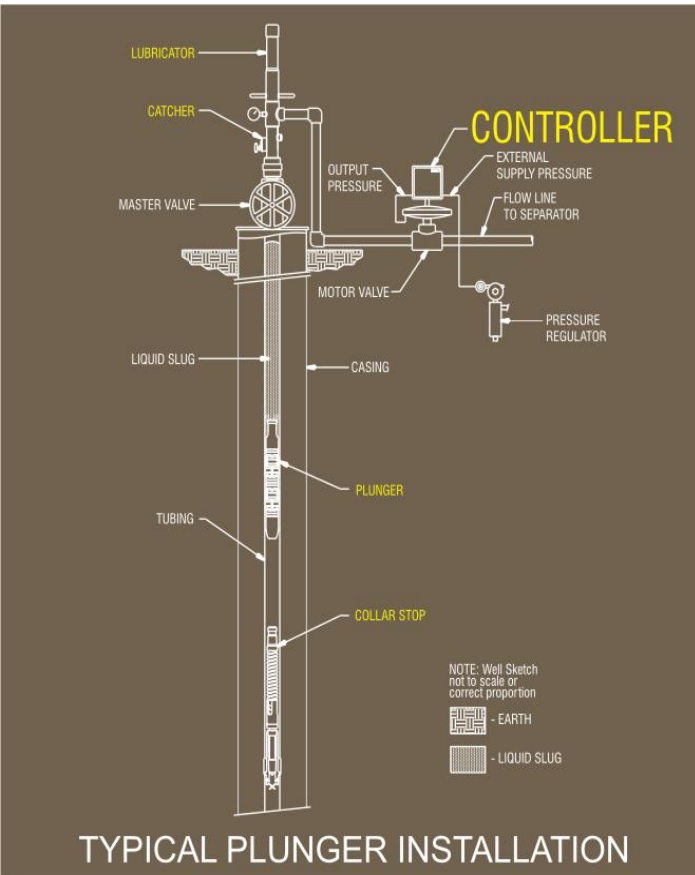 LUBRICATOR
CATCHER
CONTROLLER
OUTPUT
PRESSURE
EXTERNAL
SUPPLY PRESSURE
MASTER VALVE
FLOW LINE
TO SEPARATOR
MOTOR VALVE
PRESSURE
REGULATOR
LIQUID SLUG
CASING
PLUNGER
TUBING
COLLAR STOP
NOTE: Well Sketch
not to scale or
correct proportion
- EARTH
- LIQUID SLUG
TYPICAL PLUNGER INSTALLATION